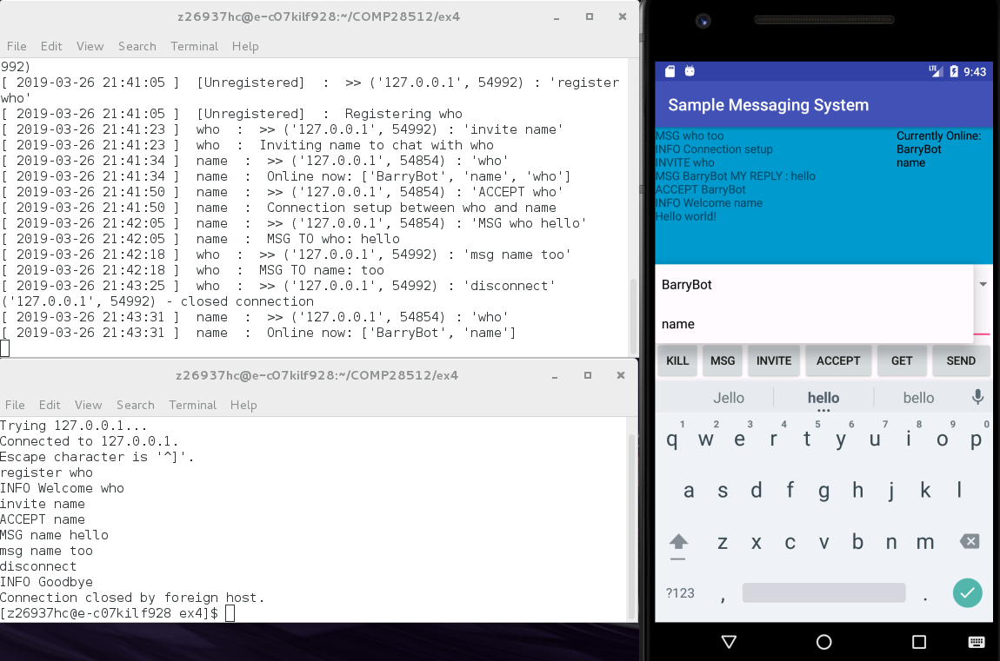 z26937hc@e-c07kilf928:~/COMP28512/ex4
File Edit View Search Terminal Help
992)
[ 2019-03-26 21:41:05 ]  [Unregistered]  :  >> ('127.0.0.1', 54992) : 'register
who'
[ 2019-03-26 21:41:05 ]  [Unregistered]  :  Registering who
[ 2019-03-26 21:41:23 ]  who  :  >> ('127.0.0.1', 54992) : 'invite name'
[ 2019-03-26 21:41:23 ]  who  :  Inviting name to chat with who
[ 2019-03-26 21:41:34 ]  name  :  >> ('127.0.0.1', 54854) : 'who'
[ 2019-03-26 21:41:34 ]  name  :  Online now: ['BarryBot', 'name', 'who']
[ 2019-03-26 21:41:50 ]  name  :  >> ('127.0.0.1', 54854) : 'ACCEPT who'
[ 2019-03-26 21:41:50 ]  name  :  Connection setup between who and name
[ 2019-03-26 21:42:05 ]  name  :  >> ('127.0.0.1', 54854) : 'MSG who hello'
[ 2019-03-26 21:42:05 ]  name  :  MSG TO who: hello
[ 2019-03-26 21:42:18 ]  who  :  >> ('127.0.0.1', 54992) : 'msg name too'
[ 2019-03-26 21:42:18 ]  who  :  MSG TO name: too
[ 2019-03-26 21:43:25 ]  who  :  >> ('127.0.0.1', 54992) : 'disconnect'
('127.0.0.1', 54992) - closed connection
[ 2019-03-26 21:43:31 ]  name  :  >> ('127.0.0.1', 54854) : 'who'
[ 2019-03-26 21:43:31 ]  name  :  Online now: ['BarryBot', 'name']
z26937hc@e-c07kilf928:~/COMP28512/ex4
File Edit View Search Terminal Help
Trying 127.0.0.1...
Connected to 127.0.0.1.
Escape character is '^]'.
register who
INFO Welcome who
invite name
ACCEPT name
MSG name hello
msg name too
disconnect
INFO Goodbye
Connection closed by foreign host.
[z26937hc@e-c07kilf928 ex4]$
LTE 9:43
Sample Messaging System
MSG who too
INFO Connection setup
INVITE who
MSG BarryBot MY REPLY : hello
ACCEPT BarryBot
INFO Welcome name
Hello world!
Currently Online:
BarryBot
name
BarryBot
name
KILL MSG INVITE ACCEPT GET SEND
Jello hello bello
1 2 3 4 5 6 7 8 9 0
q w e r t y u i o p
a s d f g h j k l
z x c v b n m
?123 , .